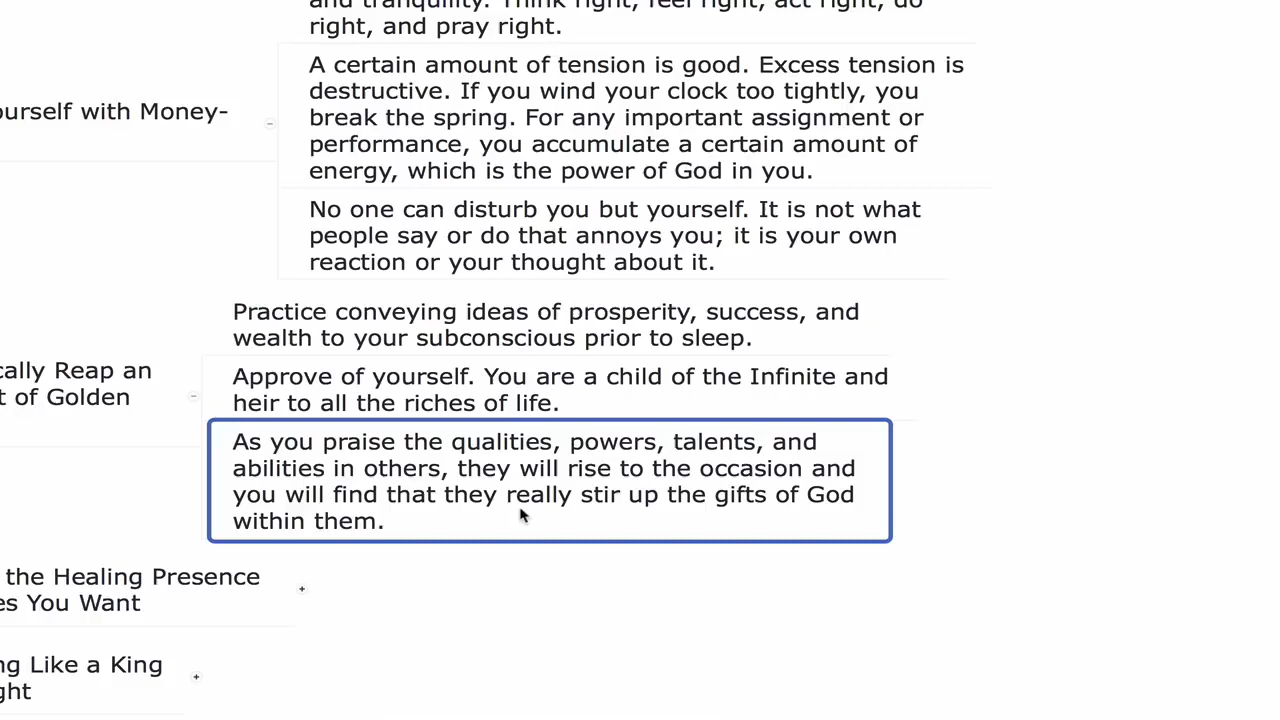 and tranquility. Think right, feel right, act right, do
right, and pray right.
A certain amount of tension is good. Excess tension is
destructive. If you wind your clock too tightly, you
break the spring. For any important assignment or
performance, you accumulate a certain amount of
energy, which is the power of God in you.
ourself with Money-
No one can disturb you but yourself. It is not what
people say or do that annoys you; it is your own
reaction or your thought about it.
Practice conveying ideas of prosperity, success, and
wealth to your subconscious prior to sleep.
cally Reap an
t of Golden
Approve of yourself. You are a child of the Infinite and
heir to all the riches of life.
As you praise the qualities, powers, talents, and
abilities in others, they will rise to the occasion and
you will find that they really stir up the gifts of God
within them.
the Healing Presence
es You Want
ng Like a King
ght